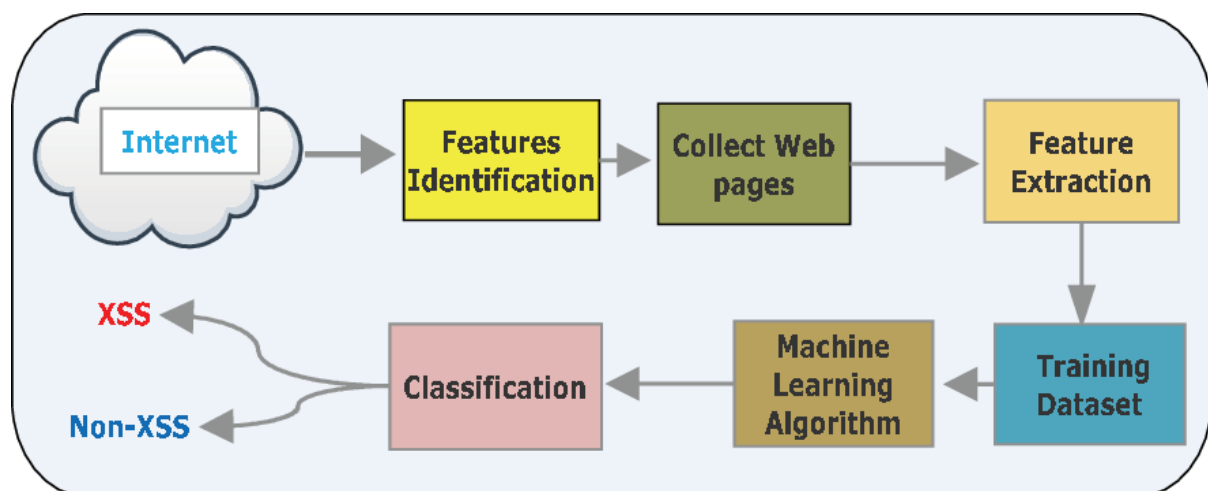 Internet
Features
Identification
Collect Web
pages
Feature
Extraction
Training
Dataset
Machine
Learning
Algorithm
Classification
XSS
Non-XSS